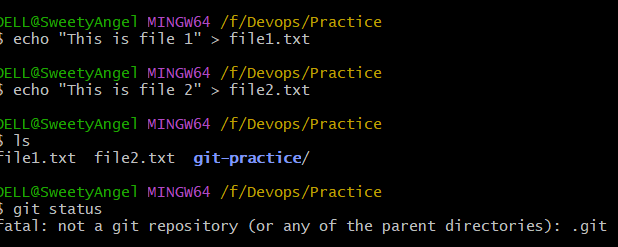 DELL@SweetyAngel MINGW64 /f/Devops/Practice
$ echo "This is file 1" > file1.txt
DELL@SweetyAngel MINGW64 /f/Devops/Practice
$ echo "This is file 2" > file2.txt
DELL@SweetyAngel MINGW64 /f/Devops/Practice
$ ls
file1.txt  file2.txt  git-practice/
DELL@SweetyAngel MINGW64 /f/Devops/Practice
$ git status
fatal: not a git repository (or any of the parent directories): .git